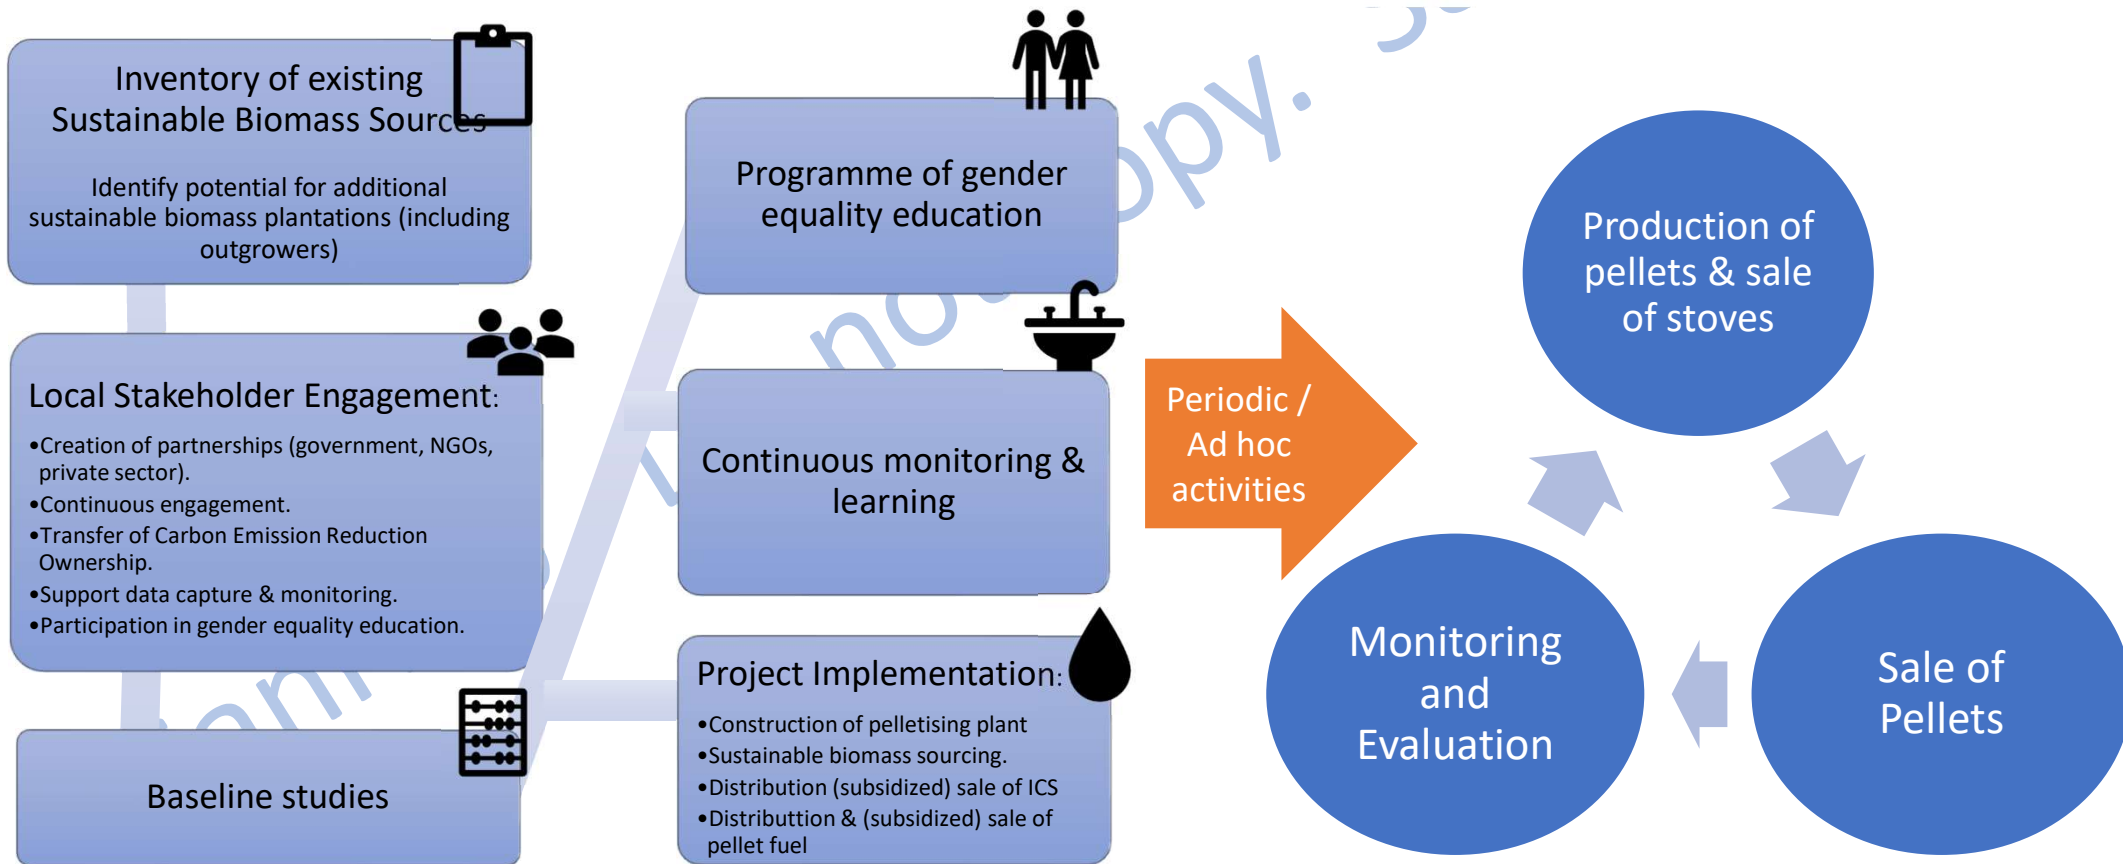 Inventory of existing
Sustainable Biomass Sources
Identify potential for additional
sustainable biomass plantations (including
outgrowers)
Local Stakeholder Engagement:
•Creation of partnerships (government, NGOs,
private sector).
•Continuous engagement.
•Transfer of Carbon Emission Reduction
Ownership.
•Support data capture & monitoring.
•Participation in gender equality education.
Baseline studies
Programme of gender
equality education
Continuous monitoring &
learning
Project Implementation:
•Construction of pelletising plant
•Sustainable biomass sourcing.
•Distribution (subsidized) sale of ICS
•Distributtion & (subsidized) sale of
pellet fuel
Periodic /
Ad hoc
activities
Production of
pellets & sale
of stoves
Sale of
Pellets
Monitoring
and
Evaluation